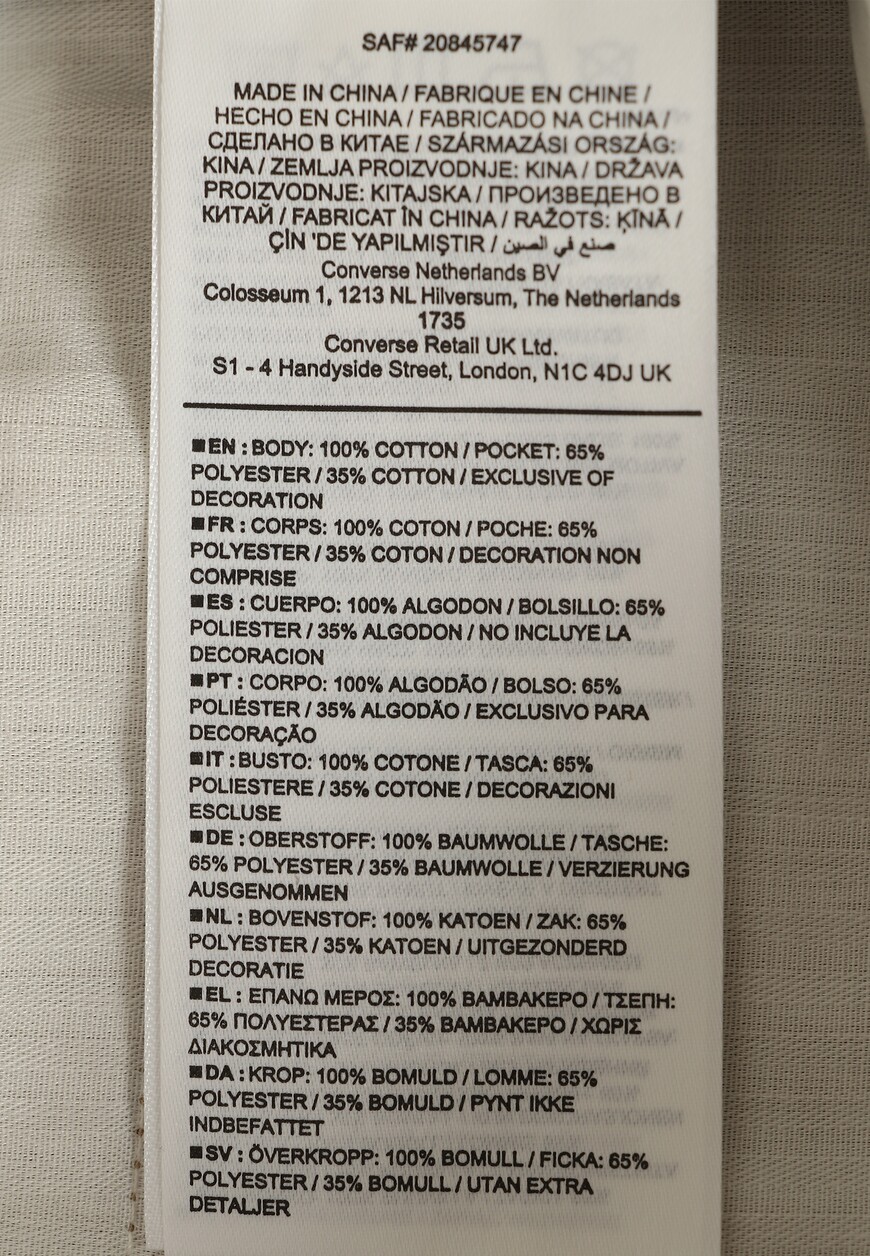 SAF# 20845747
MADE IN CHINA / FABRIQUE EN CHINE /
HECHO EN CHINA / FABRICADO NA CHINA /
СДЕЛАНО В КИТАЕ / SZÁRMAZÁSI ORSZÁG:
KINA / ZEMLJA PROIZVODNJE: KINA / DRŽAVA
PROIZVODNJE: KITAJSKA / ПРОИЗВЕДЕНО В
КИТАЙ / FABRICAT ÎN CHINA / RAŽOTS: ĶĪNĀ /
ÇİN 'DE YAPILMIŞTIR / صنع في الصين
Converse Netherlands BV
Colosseum 1, 1213 NL Hilversum, The Netherlands
1735
Converse Retail UK Ltd.
S1 - 4 Handyside Street, London, N1C 4DJ UK
■EN : BODY: 100% COTTON / POCKET: 65%
POLYESTER / 35% COTTON / EXCLUSIVE OF
DECORATION
■FR : CORPS: 100% COTON / POCHE: 65%
POLYESTER / 35% COTON / DECORATION NON
COMPRISE
■ES : CUERPO: 100% ALGODON / BOLSILLO: 65%
POLIESTER / 35% ALGODON / NO INCLUYE LA
DECORACION
■PT : CORPO: 100% ALGODÃO / BOLSO: 65%
POLIÉSTER / 35% ALGODÃO / EXCLUSIVO PARA
DECORAÇÃO
■IT : BUSTO: 100% COTONE / TASCA: 65%
POLIESTERE / 35% COTONE / DECORAZIONI
ESCLUSE
■DE : OBERSTOFF: 100% BAUMWOLLE / TASCHE:
65% POLYESTER / 35% BAUMWOLLE / VERZIERUNG
AUSGENOMMEN
■NL : BOVENSTOF: 100% KATOEN / ZAK: 65%
POLYESTER / 35% KATOEN / UITGEZONDERD
DECORATIE
■EL : ΕΠΑΝΩ ΜΕΡΟΣ: 100% ΒΑΜΒΑΚΕΡΟ / ΤΣΕΠΗ:
65% ΠΟΛΥΕΣΤΕΡΑΣ / 35% ΒΑΜΒΑΚΕΡΟ / ΧΩΡΙΣ
ΔΙΑΚΟΣΜΗΤΙΚΑ
■DA : KROP: 100% BOMULD / LOMME: 65%
POLYESTER / 35% BOMULD / PYNT IKKE
INDBEFATTET
■SV : ÖVERKROPP: 100% BOMULL / FICKA: 65%
POLYESTER / 35% BOMULL / UTAN EXTRA
DETALJER